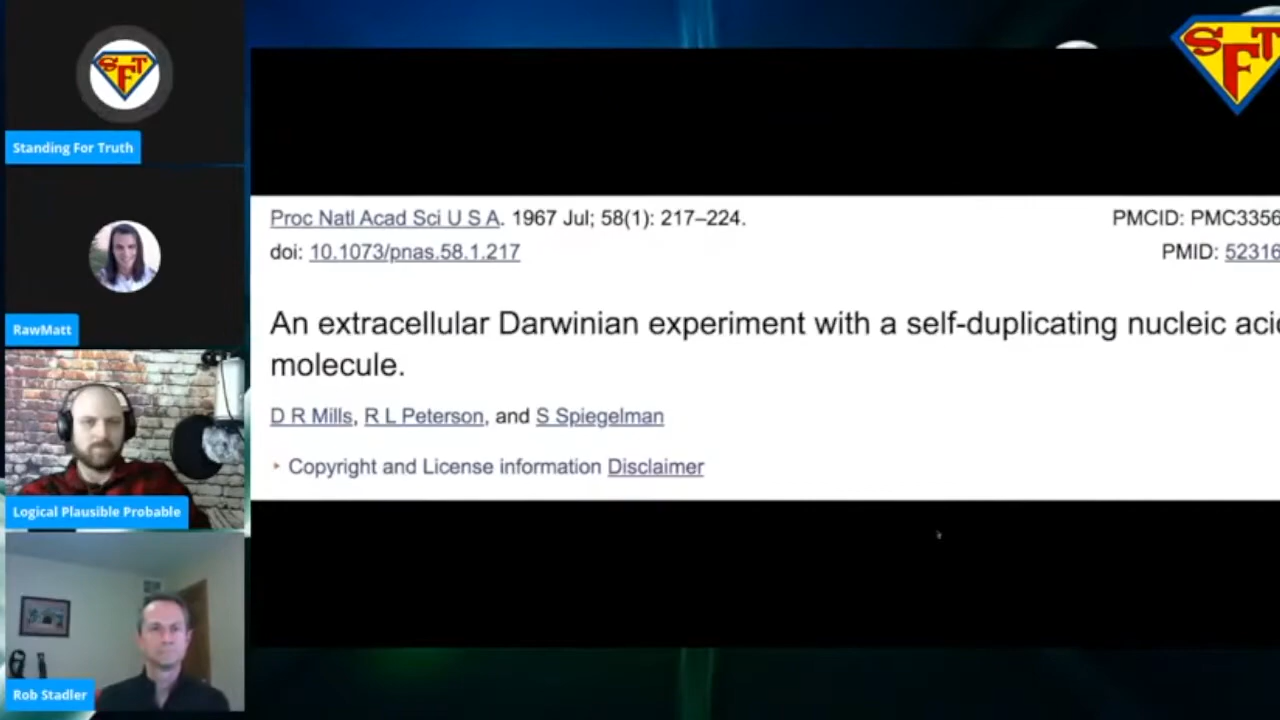 SFT
Standing For Truth
RawMatt
Logical Plausible Probable
Rob Stadler
SFT
Proc Natl Acad Sci U S A. 1967 Jul; 58(1): 217–224.
PMCID: PMC3356
doi: 10.1073/pnas.58.1.217
PMID: 52316
An extracellular Darwinian experiment with a self-duplicating nucleic acid
molecule.
D R Mills, R L Peterson, and S Spiegelman
‣ Copyright and License information Disclaimer